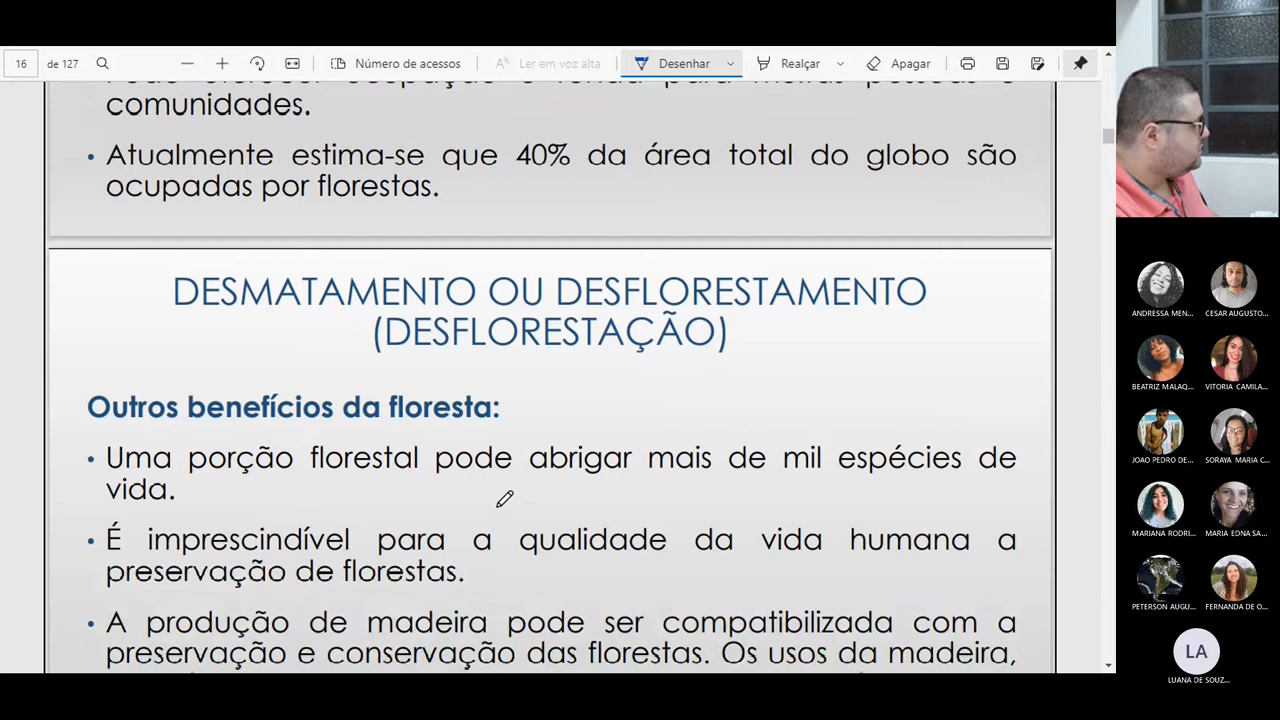 16 de 127 Número de acessos Ler em voz alta Desenhar Realçar Apagar
comunidades.
• Atualmente estima-se que 40% da área total do globo são
ocupadas por florestas.
DESMATAMENTO OU DESFLORESTAMENTO
(DESFLORESTAÇÃO)
Outros benefícios da floresta:
• Uma porção florestal pode abrigar mais de mil espécies de
vida.
• É imprescindível para a qualidade da vida humana a
preservação de florestas.
• A produção de madeira pode ser compatibilizada com a
preservação e conservação das florestas. Os usos da madeira,
ANDRESSA MEN... CESAR AUGUSTO...
BEATRIZ MALAQ... VITORIA CAMILA...
JOAO PEDRO DE... SORAYA MARIA C...
MARIANA RODRI... MARIA EDNA SA...
PETERSON AUGU... FERNANDA DE O...
LA
LUANA DE SOUZ...